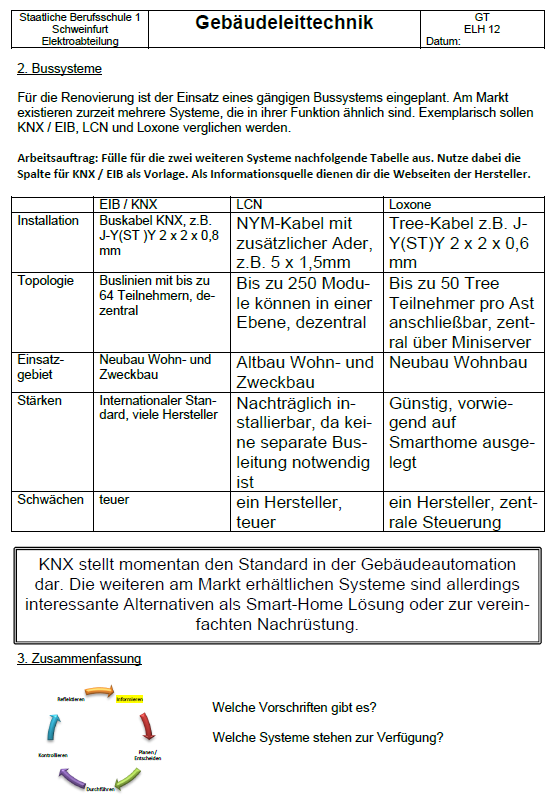 Staatliche Berufsschule 1
Schweinfurt
Elektroabteilung
Gebäudeleittechnik
GT
ELH 12
Datum:
2. Bussysteme
Für die Renovierung ist der Einsatz eines gängigen Bussystems eingeplant. Am Markt
existieren zurzeit mehrere Systeme, die in ihrer Funktion ähnlich sind. Exemplarisch sollen
KNX / EIB, LCN und Loxone verglichen werden.
Arbeitsauftrag: Fülle für die zwei weiteren Systeme nachfolgende Tabelle aus. Nutze dabei die
Spalte für KNX / EIB als Vorlage. Als Informationsquelle dienen dir die Webseiten der Hersteller.
EIB / KNX
LCN
Loxone
Installation
Buskabel KNX, z.B.
J-Y(ST )Y 2 x 2 x 0,8
mm
NYM-Kabel mit
zusätzlicher Ader,
z.B. 5 x 1,5mm
Tree-Kabel z.B. J-
Y(ST)Y 2 x 2 x 0,6
mm
Topologie
Buslinien mit bis zu
64 Teilnehmern, de-
zentral
Bis zu 250 Modu-
le können in einer
Ebene, dezentral
Bis zu 50 Tree
Teilnehmer pro Ast
anschließbar, zent-
ral über Miniserver
Einsatz-
gebiet
Neubau Wohn- und
Zweckbau
Altbau Wohn- und
Zweckbau
Neubau Wohnbau
Stärken
Internationaler Stan-
dard, viele Hersteller
Nachträglich in-
stallierbar, da kei-
ne separate Bus-
leitung notwendig
ist
Günstig, vorwie-
gend auf
Smarthome ausge-
legt
Schwächen
teuer
ein Hersteller,
teuer
ein Hersteller, zent-
rale Steuerung
KNX stellt momentan den Standard in der Gebäudeautomation
dar. Die weiteren am Markt erhältlichen Systeme sind allerdings
interessante Alternativen als Smart-Home Lösung oder zur verein-
fachten Nachrüstung.
3. Zusammenfassung
Reflektieren
Informieren
Kontrollieren
Planen /
Entscheiden
Durchführen
Welche Vorschriften gibt es?
Welche Systeme stehen zur Verfügung?